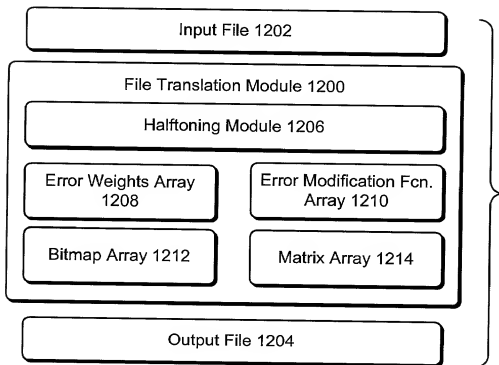 Input File 1202
File Translation Module 1200
Halftoning Module 1206
Error Weights Array
1208
Error Modification Fcn.
Array 1210
Bitmap Array 1212
Matrix Array 1214
Output File 1204